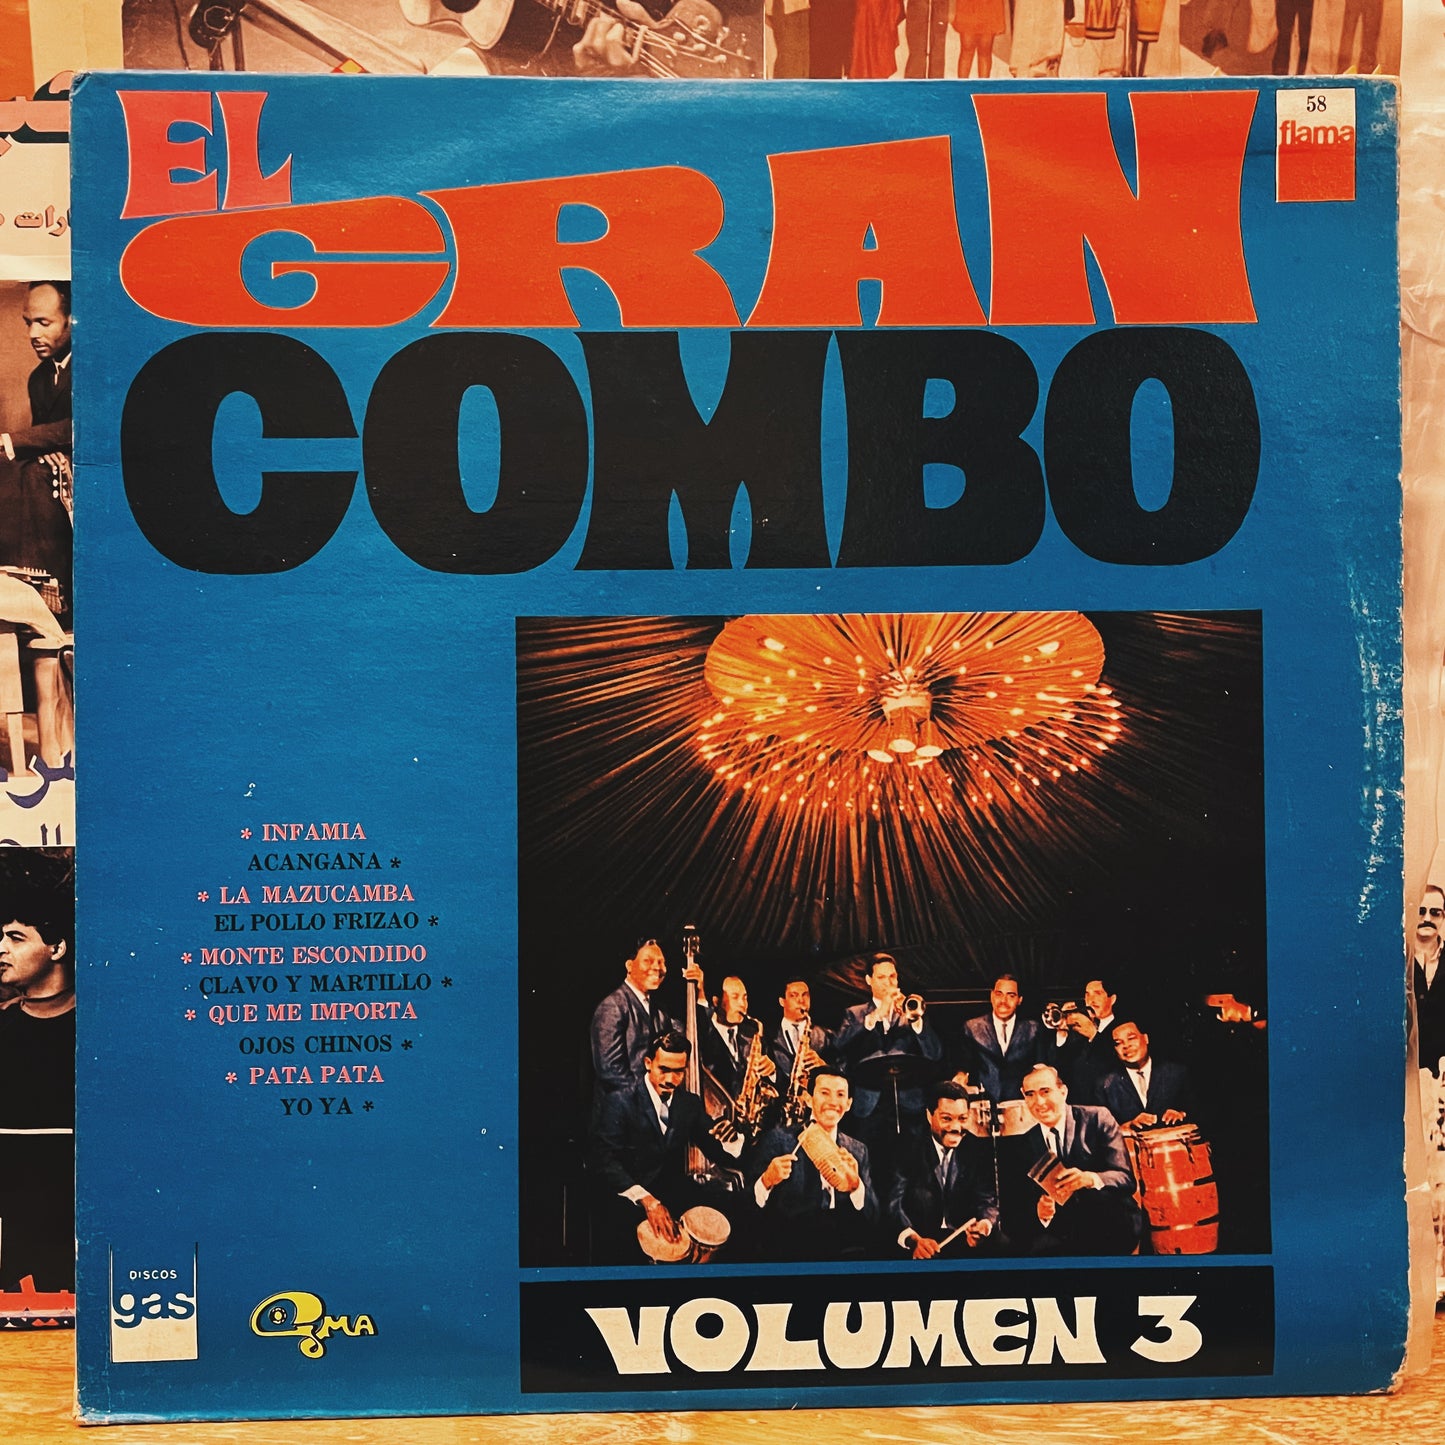 EL
GRAN
COMBO
58
flama
* INFAMIA
ACANGANA *
* LA MAZUCAMBA
EL POLLO FRIZAO *
* MONTE ESCONDIDO
CLAVO Y MARTILLO *
* QUE ME IMPORTA
OJOS CHINOS *
* PATA PATA
YO YA *
DISCOS
gas
VOLUMEN 3